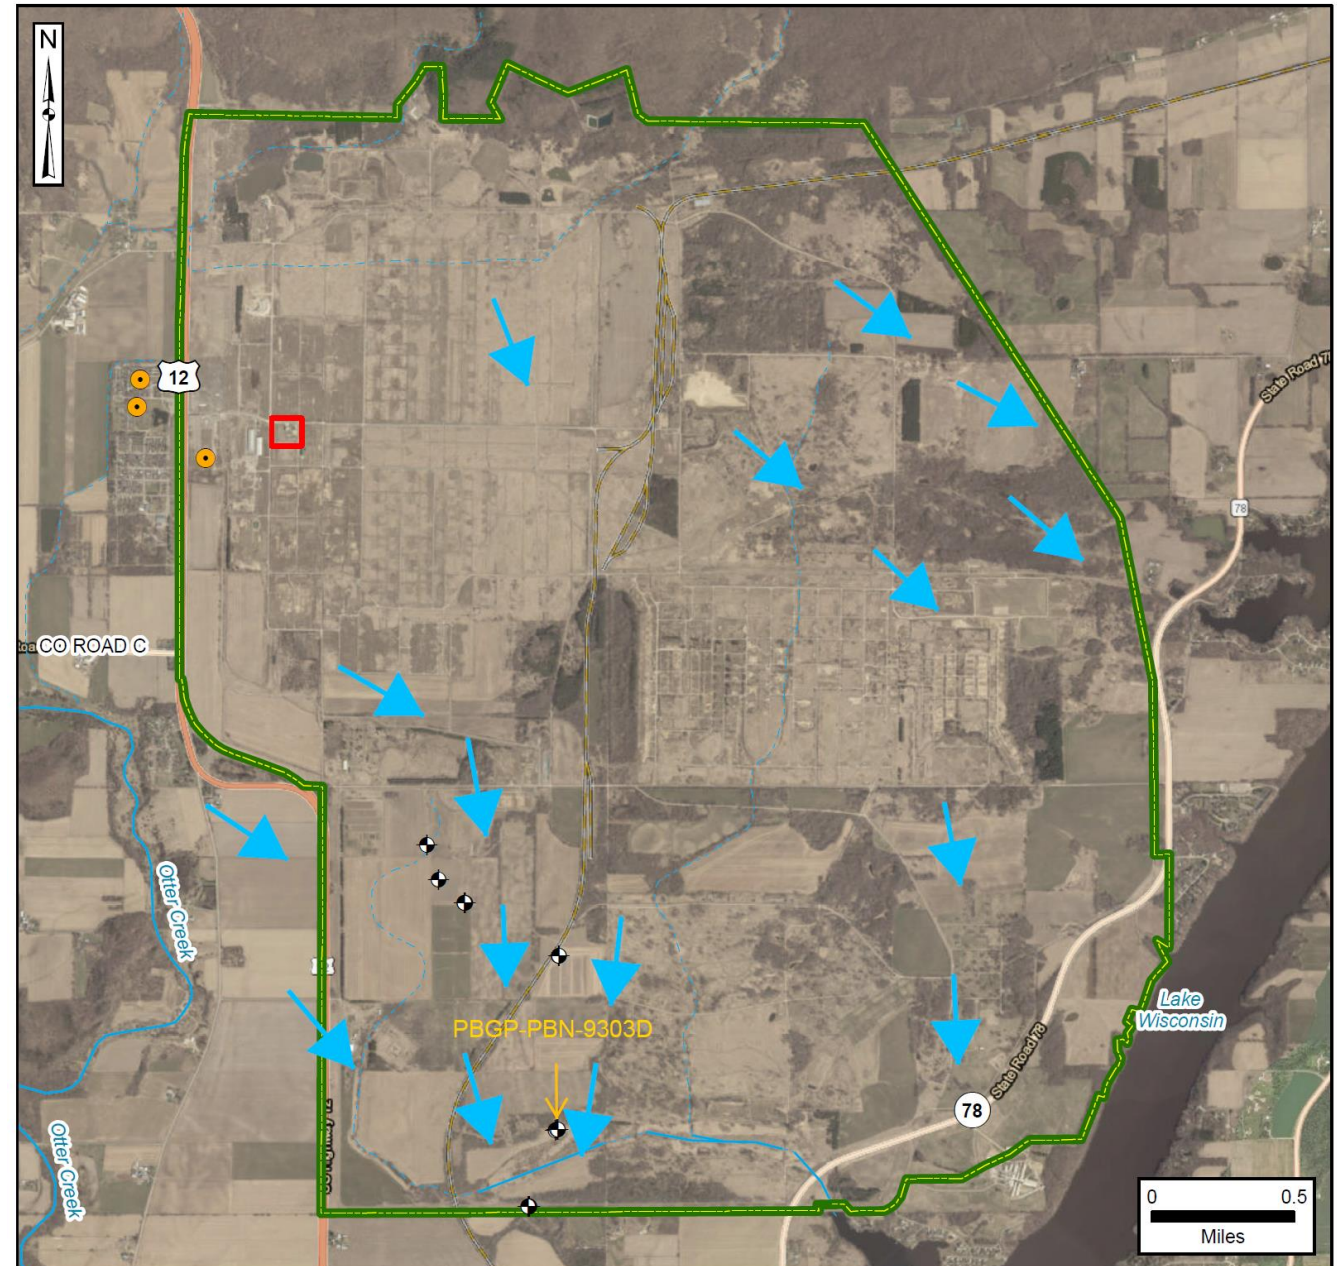 N
12
State Road 7
78
CO ROAD C
Otter Creek
PBGP-PBN-9303D
Lake
Wisconsin
State Road 78
78
Otter Creek
0 0.5
Miles